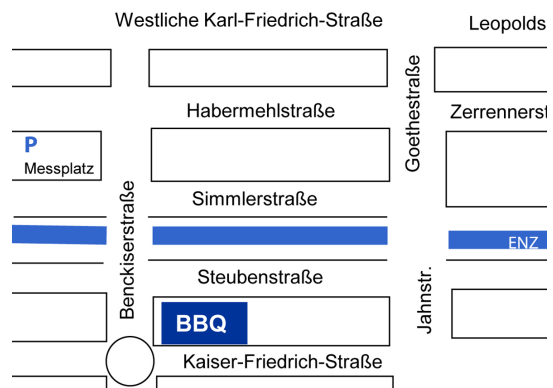 Westliche Karl-Friedrich-Straße
Leopolds
Goethestraße
Habermehlstraße
Zerrennerst
P
Messplatz
Simmlerstraße
Benckiserstraße
ENZ
Steubenstraße
Jahnstr.
BBQ
Kaiser-Friedrich-Straße